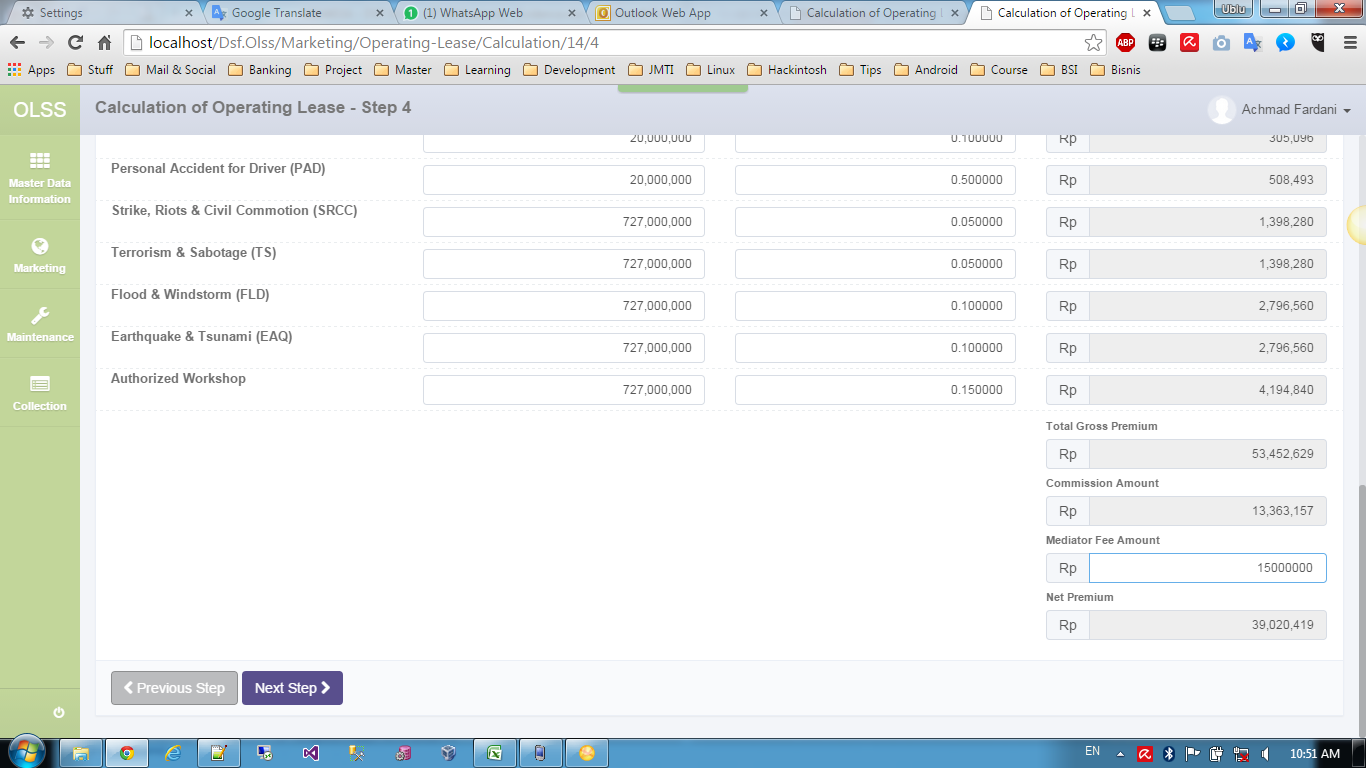 Settings
Google Translate
(1) WhatsApp Web
Outlook Web App
Calculation of Operating
Calculation of Operating
Ublu
localhost/Dsf.Olss/Marketing/Operating-Lease/Calculation/14/4
ABP
Apps Stuff Mail & Social Banking Project Master Learning Development JMTI Linux Hackintosh Tips Android Course BSI Bisnis
OLSS
Calculation of Operating Lease - Step 4
Achmad Fardani
Master Data
Information
Marketing
Maintenance
Collection
20,000,000 0.100000 Rp 305,096
Personal Accident for Driver (PAD) 20,000,000 0.500000 Rp 508,493
Strike, Riots & Civil Commotion (SRCC) 727,000,000 0.050000 Rp 1,398,280
Terrorism & Sabotage (TS) 727,000,000 0.050000 Rp 1,398,280
Flood & Windstorm (FLD) 727,000,000 0.100000 Rp 2,796,560
Earthquake & Tsunami (EAQ) 727,000,000 0.100000 Rp 2,796,560
Authorized Workshop 727,000,000 0.150000 Rp 4,194,840
Total Gross Premium
Rp 53,452,629
Commission Amount
Rp 13,363,157
Mediator Fee Amount
Rp 15000000
Net Premium
Rp 39,020,419
Previous Step Next Step
EN 10:51 AM